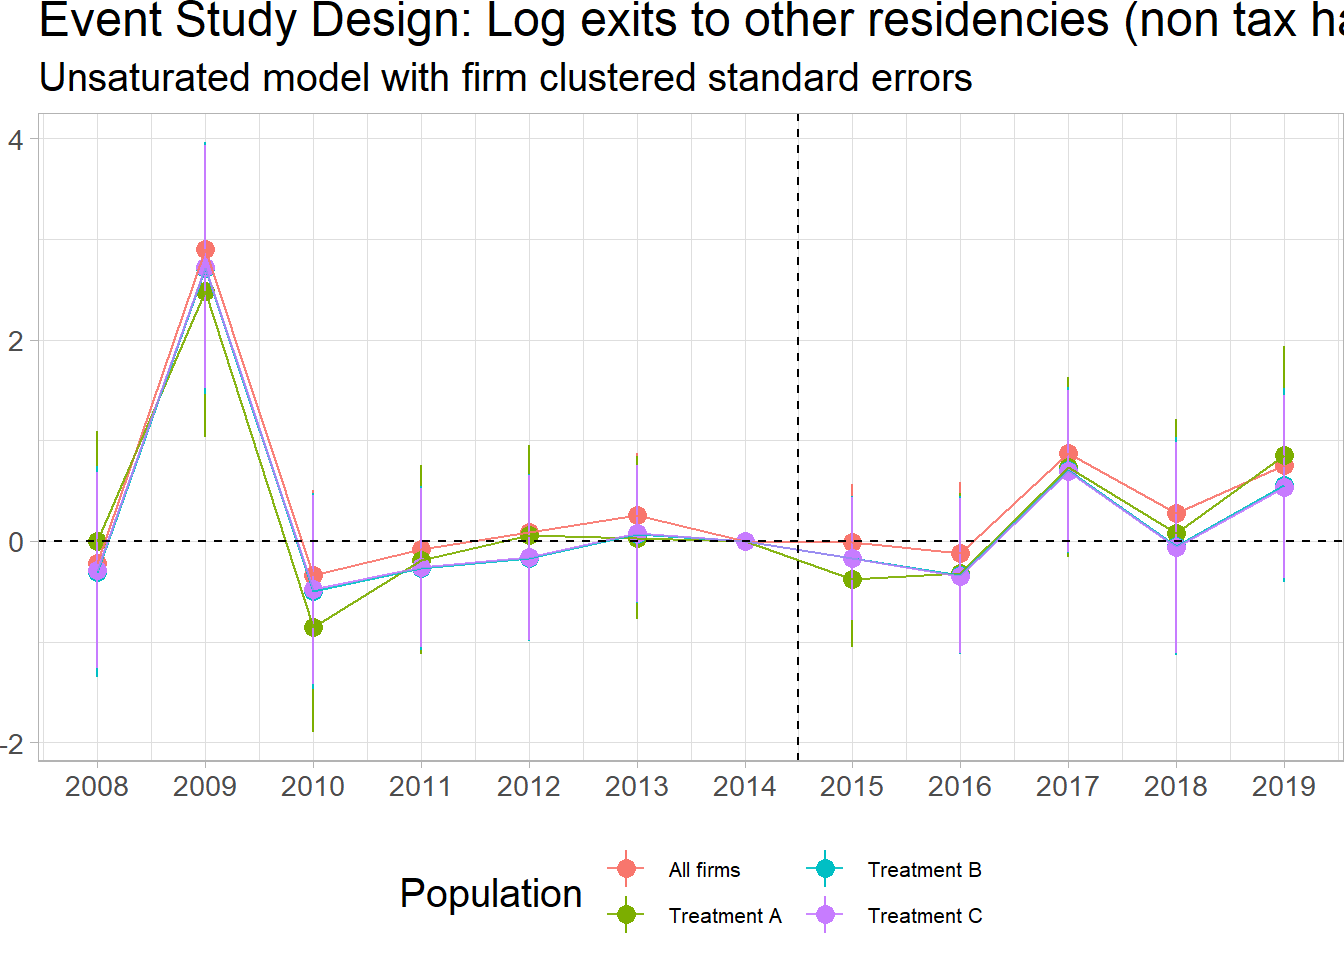 Event Study Design: Log exits to other residencies (non tax ha
Unsaturated model with firm clustered standard errors
4
2
0
-2
2008 2009 2010 2011 2012 2013 2014 2015 2016 2017 2018 2019
Population
All firms
Treatment A
Treatment B
Treatment C